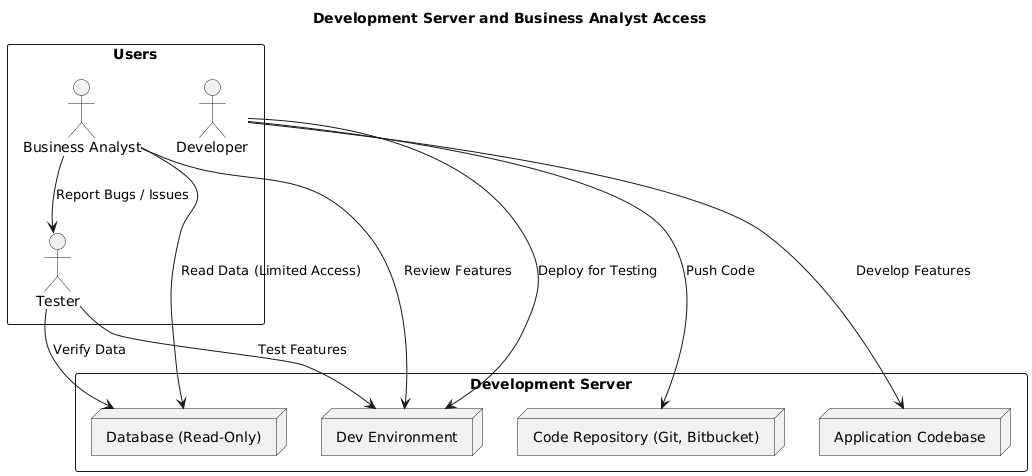 Development Server and Business Analyst Access
Users
Business Analyst
Developer
Report Bugs / Issues
Read Data (Limited Access)
Review Features
Deploy for Testing
Push Code
Develop Features
Tester
Verify Data
Test Features
Development Server
Database (Read-Only)
Dev Environment
Code Repository (Git, Bitbucket)
Application Codebase